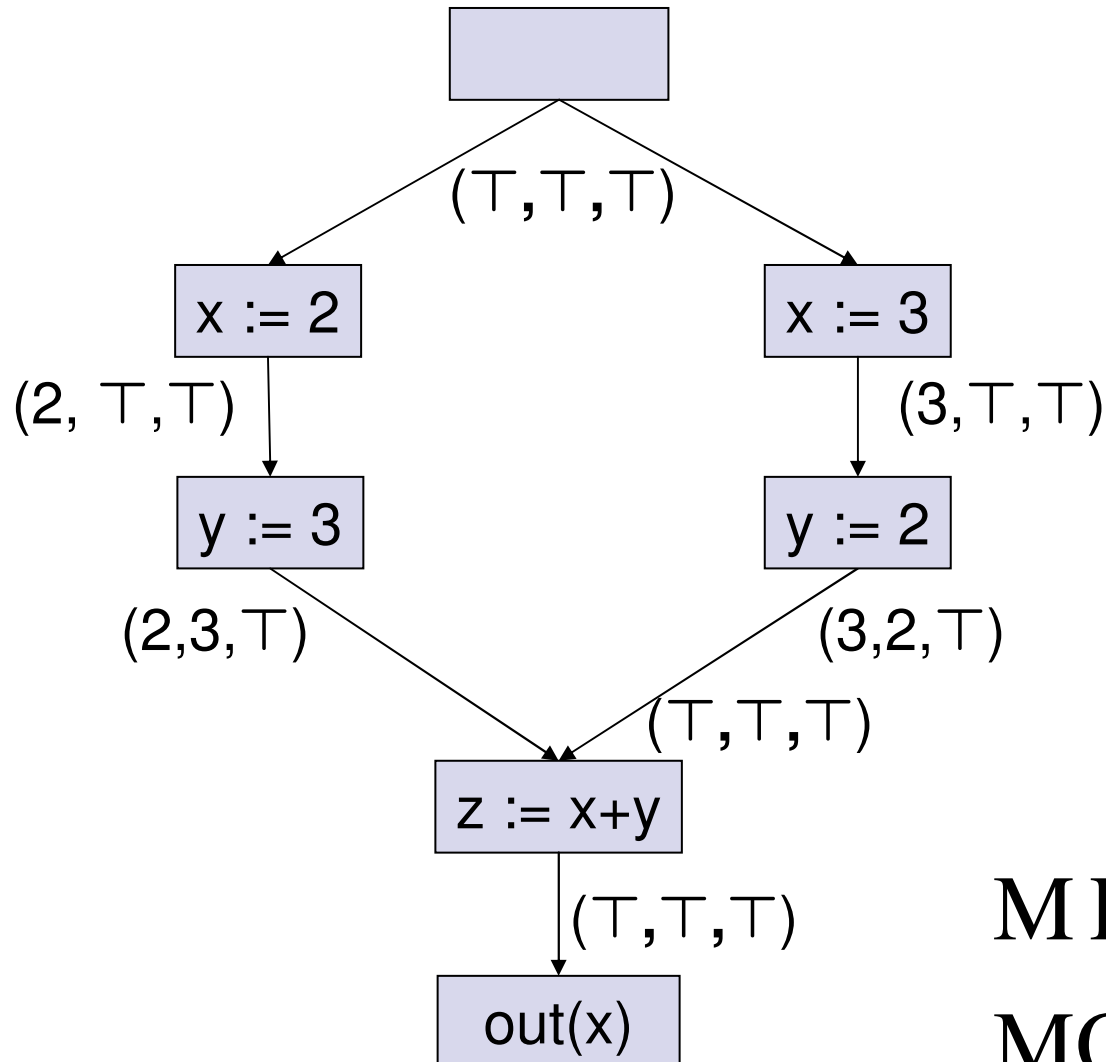 (⊤,⊤,⊤)
x := 2
x := 3
(2, ⊤,⊤)
(3,⊤,⊤)
y := 3
y := 2
(2,3,⊤)
(3,2,⊤)
(⊤,⊤,⊤)
z := x+y
(⊤,⊤,⊤)
out(x)